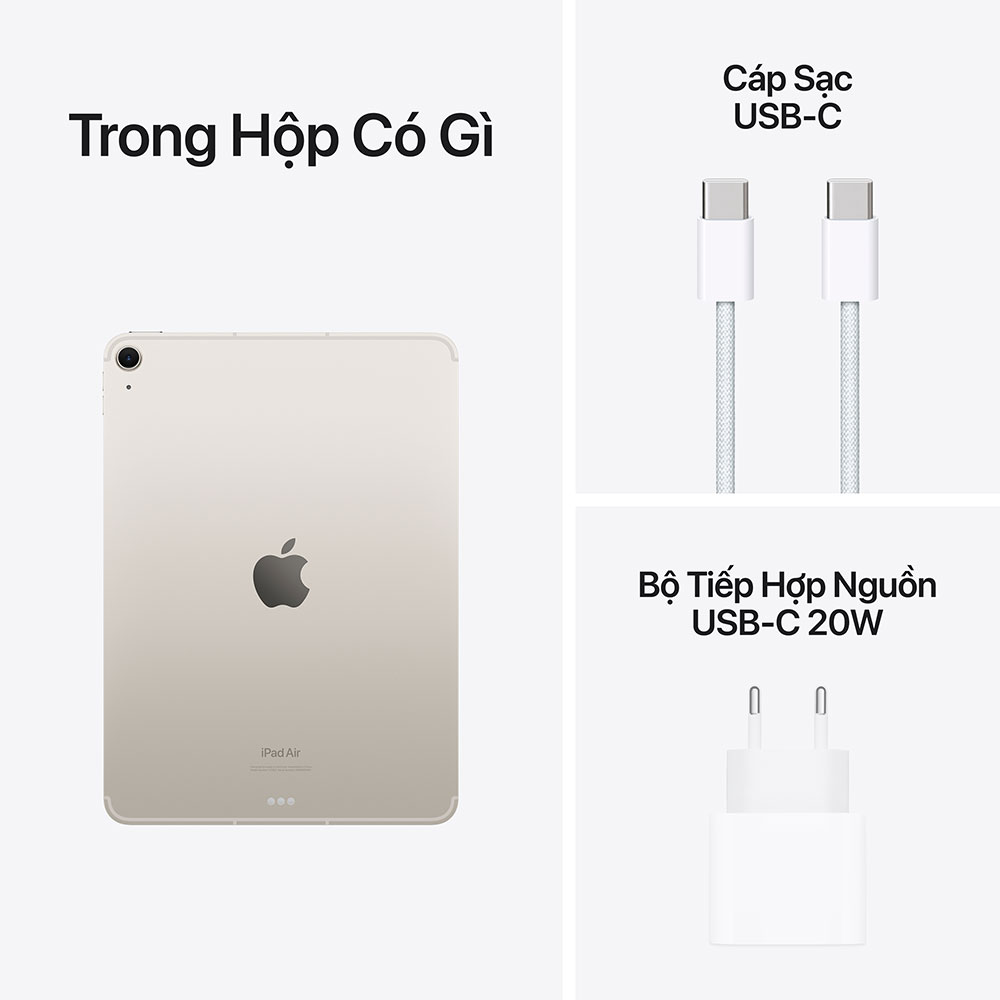 Trong Hộp Có Gì
iPad Air
Cáp Sạc
USB-C
Bộ Tiếp Hợp Nguồn
USB-C 20W